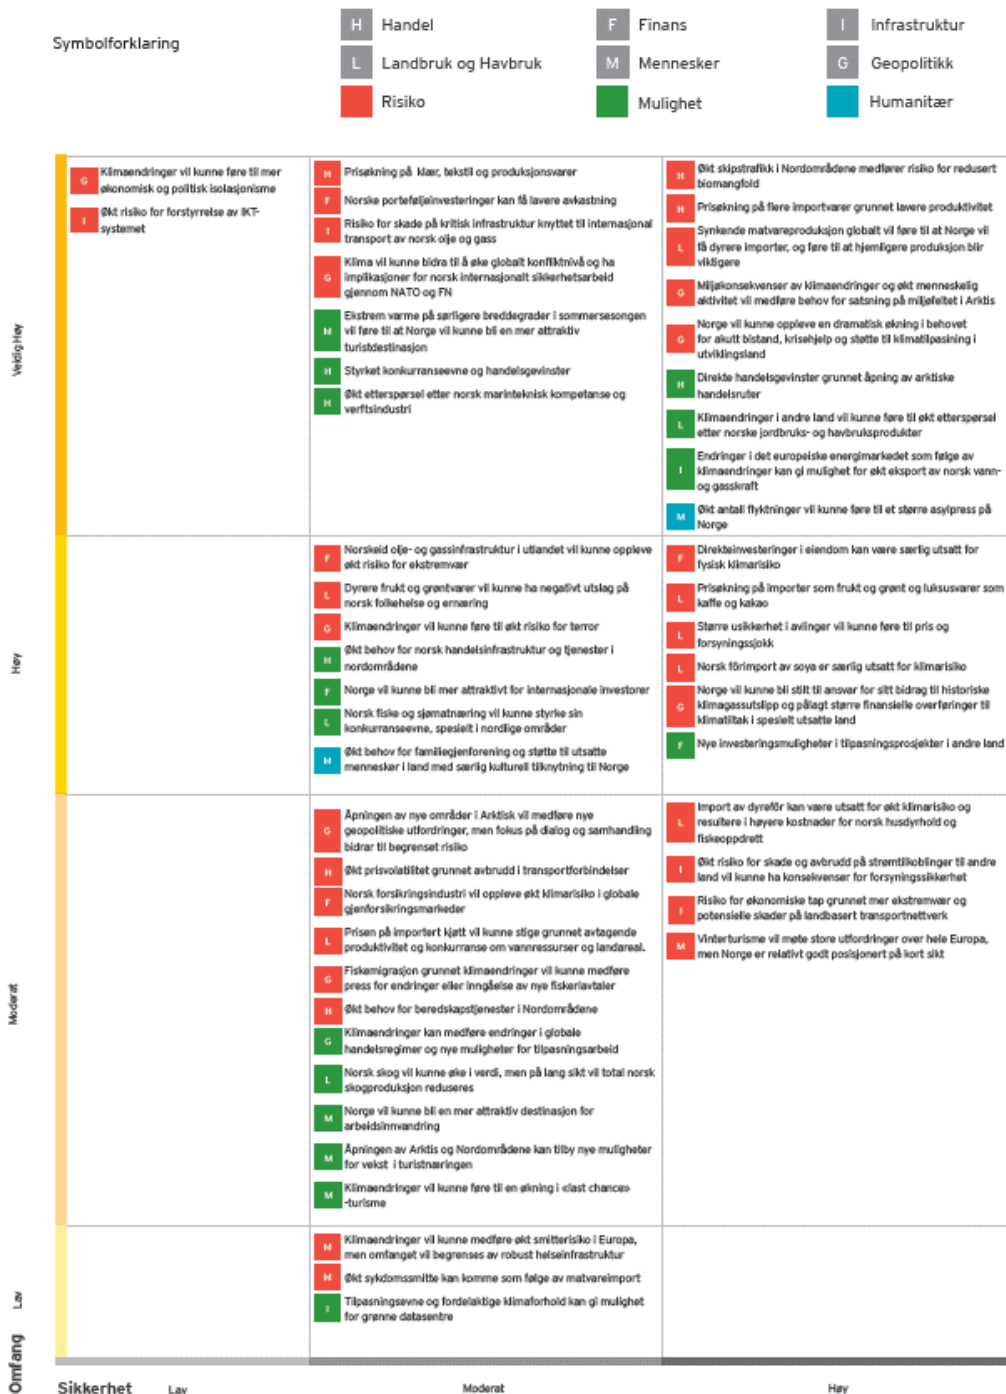 Symbolforklaring
H Handel
F Finans
I Infrastruktur
L Landbruk og Havbruk
M Mennesker
G Geopolitikk
Risiko
Mulighet
Humanitær
Veldig Høy
G Klimaendringer vil kunne føre til mer
økonomisk og politisk isolasjonisme
I Økt risiko for forstyrrelse av IKT-
systemet
H Prisøkning på klær, tekstil og produksjonsvarer
F Norske porteføljeinvesteringer kan få lavere avkastning
I Risiko for skade på kritisk infrastruktur knyttet til internasjonal
transport av norsk olje og gass
G Klima vil kunne bidra til å øke globalt konfliktnivå og ha
implikasjoner for norsk internasjonalt sikkerhetsarbeid
gjennom NATO og FN
M Ekstrem varme på sørligere breddegrader i sommersesongen
vil føre til at Norge vil kunne bli en mer attraktiv
turistdestinasjon
H Styrket konkurranseevne og handelsgevinster
H Økt etterspørsel etter norsk marinteknisk kompetanse og
verftsindustri
H Økt skipstrafikk i Nordområdene medfører risiko for redusert
biomangfold
H Prisøkning på flere importvarer grunnet lavere produktivitet
L Synkende matvareproduksjon globalt vil føre til at Norge vil
få dyrere importer, og føre til at hjemligere produksjon blir
viktigere
G Miljøkonsekvenser av klimaendringer og økt menneskelig
aktivitet vil medføre behov for satsning på miljøfeltet i Arktis
G Norge vil kunne oppleve en dramatisk økning i behovet
for akutt bistand, krisehjelp og støtte til klimatilpasining i
utviklingsland
H Direkte handelsgevinster grunnet åpning av arktiske
handelsruter
L Klimaendringer i andre land vil kunne føre til økt etterspørsel
etter norske jordbruks- og havbruksprodukter
I Endringer i det europeiske energimarkedet som følge av
klimaendringer kan gi mulighet for økt eksport av norsk vann-
og gasskraft
M Økt antall flyktninger vil kunne føre til et større asylpress på
Norge
Høy
F Norskeid olje- og gassinfrastruktur i utlandet vil kunne oppleve
økt risiko for ekstremvær
L Dyrere frukt og grøntvarer vil kunne ha negativt utslag på
norsk folkehelse og ernæring
G Klimaendringer vil kunne føre til økt risiko for terror
H Økt behov for norsk handelsinfrastruktur og tjenester i
nordområdene
F Norge vil kunne bli mer attraktivt for internasjonale investorer
L Norsk fiske og sjømatnæring vil kunne styrke sin
konkurranseevne, spesielt i nordlige områder
M Økt behov for familiegjenforening og støtte til utsatte
mennesker i land med særlig kulturell tilknytning til Norge
F Direkteinvesteringer i eiendom kan være særlig utsatt for
fysisk klimarisiko
L Prisøkning på importer som frukt og grønt og luksusvarer som
kaffe og kakao
L Større usikkerhet i avlinger vil kunne føre til pris og
forsyningssjokk
L Norsk fôrimport av soya er særlig utsatt for klimarisiko
G Norge vil kunne bli stilt til ansvar for sitt bidrag til historiske
klimagassutslipp og pålagt større finansielle overføringer til
klimatiltak i spesielt utsatte land
F Nye investeringsmuligheter i tilpasningsprosjekter i andre land
Moderat
G Åpningen av nye områder i Arktisk vil medføre nye
geopolitiske utfordringer, men fokus på dialog og samhandling
bidrar til begrenset risiko
H Økt prisvolatilitet grunnet avbrudd i transportforbindelser
F Norsk forsikringsindustri vil oppleve økt klimarisiko i globale
gjenforsikringsmarkeder
L Prisen på importert kjøtt vil kunne stige grunnet avtagende
produktivitet og konkurranse om vannressurser og landareal.
G Fiskemigrasjon grunnet klimaendringer vil kunne medføre
press for endringer eller inngåelse av nye fiskeriavtaler
H Økt behov for beredskapstjenester i Nordområdene
G Klimaendringer kan medføre endringer i globale
handelsregimer og nye muligheter for tilpasningsarbeid
L Norsk skog vil kunne øke i verdi, men på lang sikt vil total norsk
skogproduksjon reduseres
M Norge vil kunne bli en mer attraktiv destinasjon for
arbeidsinnvandring
M Åpningen av Arktis og Nordområdene kan tilby nye muligheter
for vekst i turistnæringen
M Klimaendringer vil kunne føre til en økning i «last chance»
-turisme
L Import av dyrefôr kan være utsatt for økt klimarisiko og
resultere i høyere kostnader for norsk husdyrhold og
fiskeoppdrett
I Økt risiko for skade og avbrudd på strømtilkoblinger til andre
land vil kunne ha konsekvenser for forsyningssikkerhet
I Risiko for økonomiske tap grunnet mer ekstremvær og
potensielle skader på landbasert transportnettverk
M Vinterturisme vil møte store utfordringer over hele Europa,
men Norge er relativt godt posisjonert på kort sikt
Lav
M Klimaendringer vil kunne medføre økt smitterisiko i Europa,
men omfanget vil begrenses av robust helseinfrastruktur
M Økt sykdomssmitte kan komme som følge av matvareimport
I Tilpasningsevne og fordelaktige klimaforhold kan gi mulighet
for grønne datasentre
Omfang
Sikkerhet
Lav
Moderat
Høy